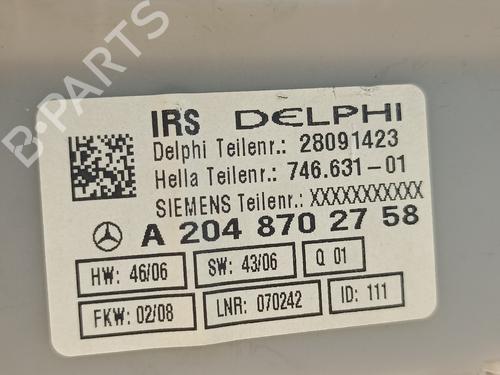 B-PARTS
IRS DELPHI
Delphi Teilenr.: 28091423
Hella Teilenr.: 746.631-01
SIEMENS Teilenr.: XXXXXXXXXXX
A 204 870 27 58
HW: 46/06 SW: 43/06 Q 01
FKW: 02/08 LNR: 070242 ID: 111